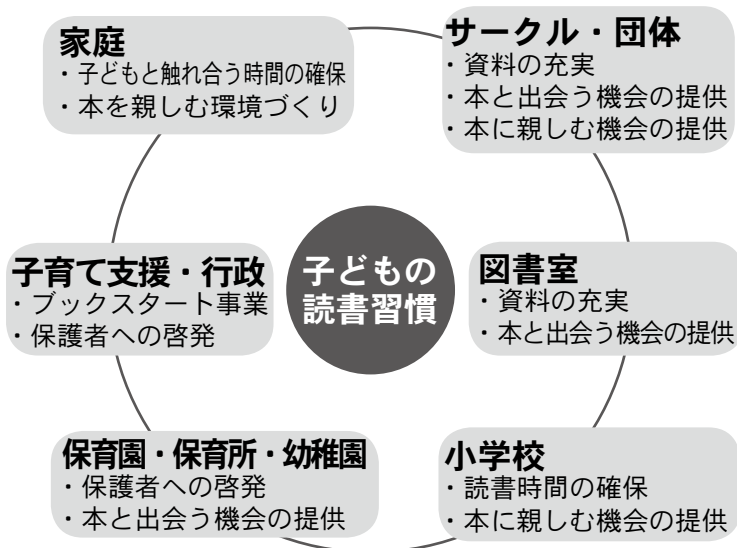 家庭
・子どもと触れ合う時間の確保
・本を親しむ環境づくり
サークル・団体
・資料の充実
・本と出会う機会の提供
・本に親しむ機会の提供
子育て支援・行政
・ブックスタート事業
・保護者への啓発
子どもの
読書習慣
図書室
・資料の充実
・本と出会う機会の提供
保育園・保育所・幼稚園
・保護者への啓発
・本と出会う機会の提供
小学校
・読書時間の確保
・本に親しむ機会の提供